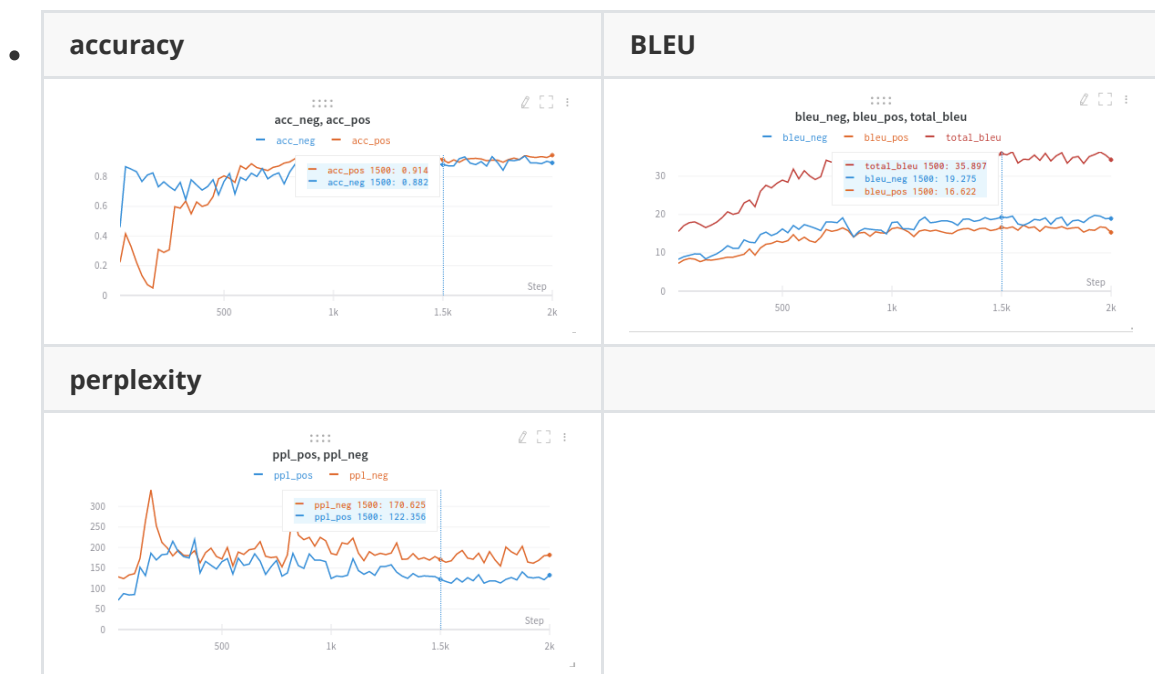 accuracy
BLEU
acc_neg, acc_pos
acc_neg acc_pos
acc_pos 1500: 0.914
acc_neg 1500: 0.882
0.8
0.6
0.4
0.2
0
Step
500 1k 1.5k 2k
bleu_neg, bleu_pos, total_bleu
bleu_neg bleu_pos total_bleu
total_bleu 1500: 35.897
bleu_neg 1500: 19.275
bleu_pos 1500: 16.622
30
20
10
0
Step
500 1k 1.5k 2k
perplexity
ppl_pos, ppl_neg
ppl_pos ppl_neg
ppl_neg 1500: 170.625
ppl_pos 1500: 122.356
300
250
200
150
100
50
0
Step
500 1k 1.5k 2k